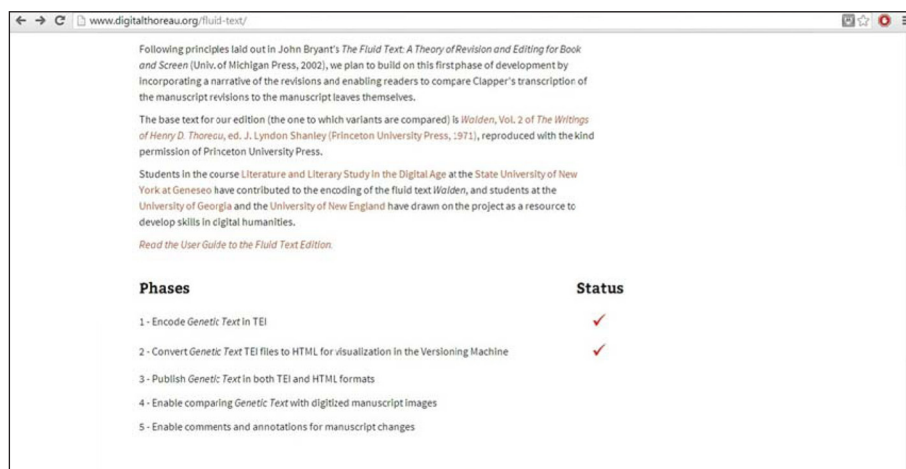 www.digitalthoreau.org/fluid-text/
Following principles laid out in John Bryant's The Fluid Text: A Theory of Revision and Editing for Book
and Screen (Univ. of Michigan Press, 2002), we plan to build on this first phase of development by
incorporating a narrative of the revisions and enabling readers to compare Clapper's transcription of
the manuscript revisions to the manuscript leaves themselves.
The base text for our edition (the one to which variants are compared) is Walden, Vol. 2 of The Writings
of Henry D. Thoreau, ed. J. Lyndon Shanley (Princeton University Press, 1971), reproduced with the kind
permission of Princeton University Press.
Students in the course Literature and Literary Study in the Digital Age at the State University of New
York at Geneseo have contributed to the encoding of the fluid text Walden, and students at the
University of Georgia and the University of New England have drawn on the project as a resource to
develop skills in digital humanities.
Read the User Guide to the Fluid Text Edition.
Phases Status
1 - Encode Genetic Text in TEI ✓
2 - Convert Genetic Text TEI files to HTML for visualization in the Versioning Machine ✓
3 - Publish Genetic Text in both TEI and HTML formats
4 - Enable comparing Genetic Text with digitized manuscript images
5 - Enable comments and annotations for manuscript changes